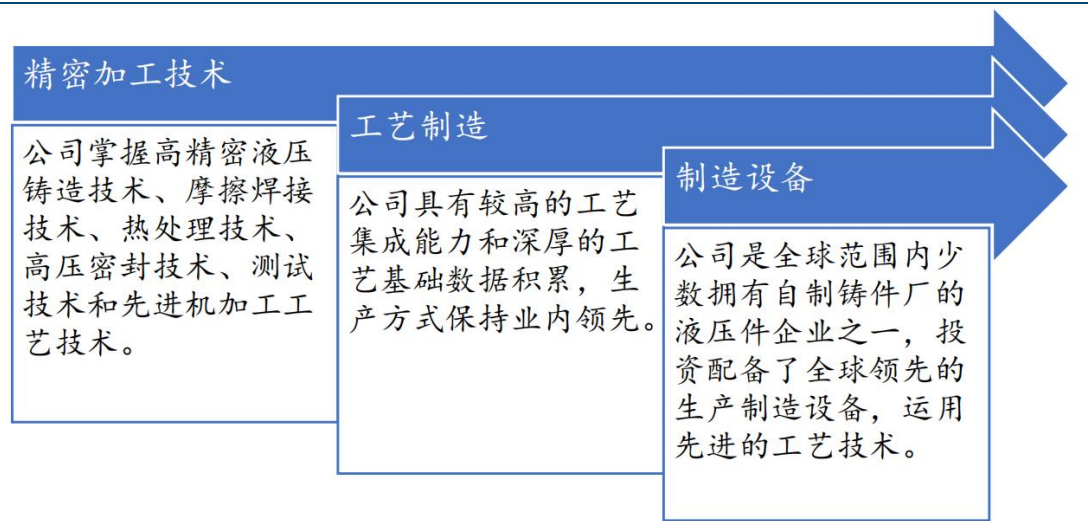 精密加工技术
公司掌握高精密液压
铸造技术、摩擦焊接
技术、热处理技术、
高压密封技术、测试
技术和先进机加工工
艺技术。
工艺制造
公司具有较高的工艺
集成能力和深厚的工
艺基础数据积累，生
产方式保持业内领先。
制造设备
公司是全球范围内少
数拥有自制铸件厂的
液压件企业之一，投
资配备了全球领先的
生产制造设备，运用
先进的工艺技术。